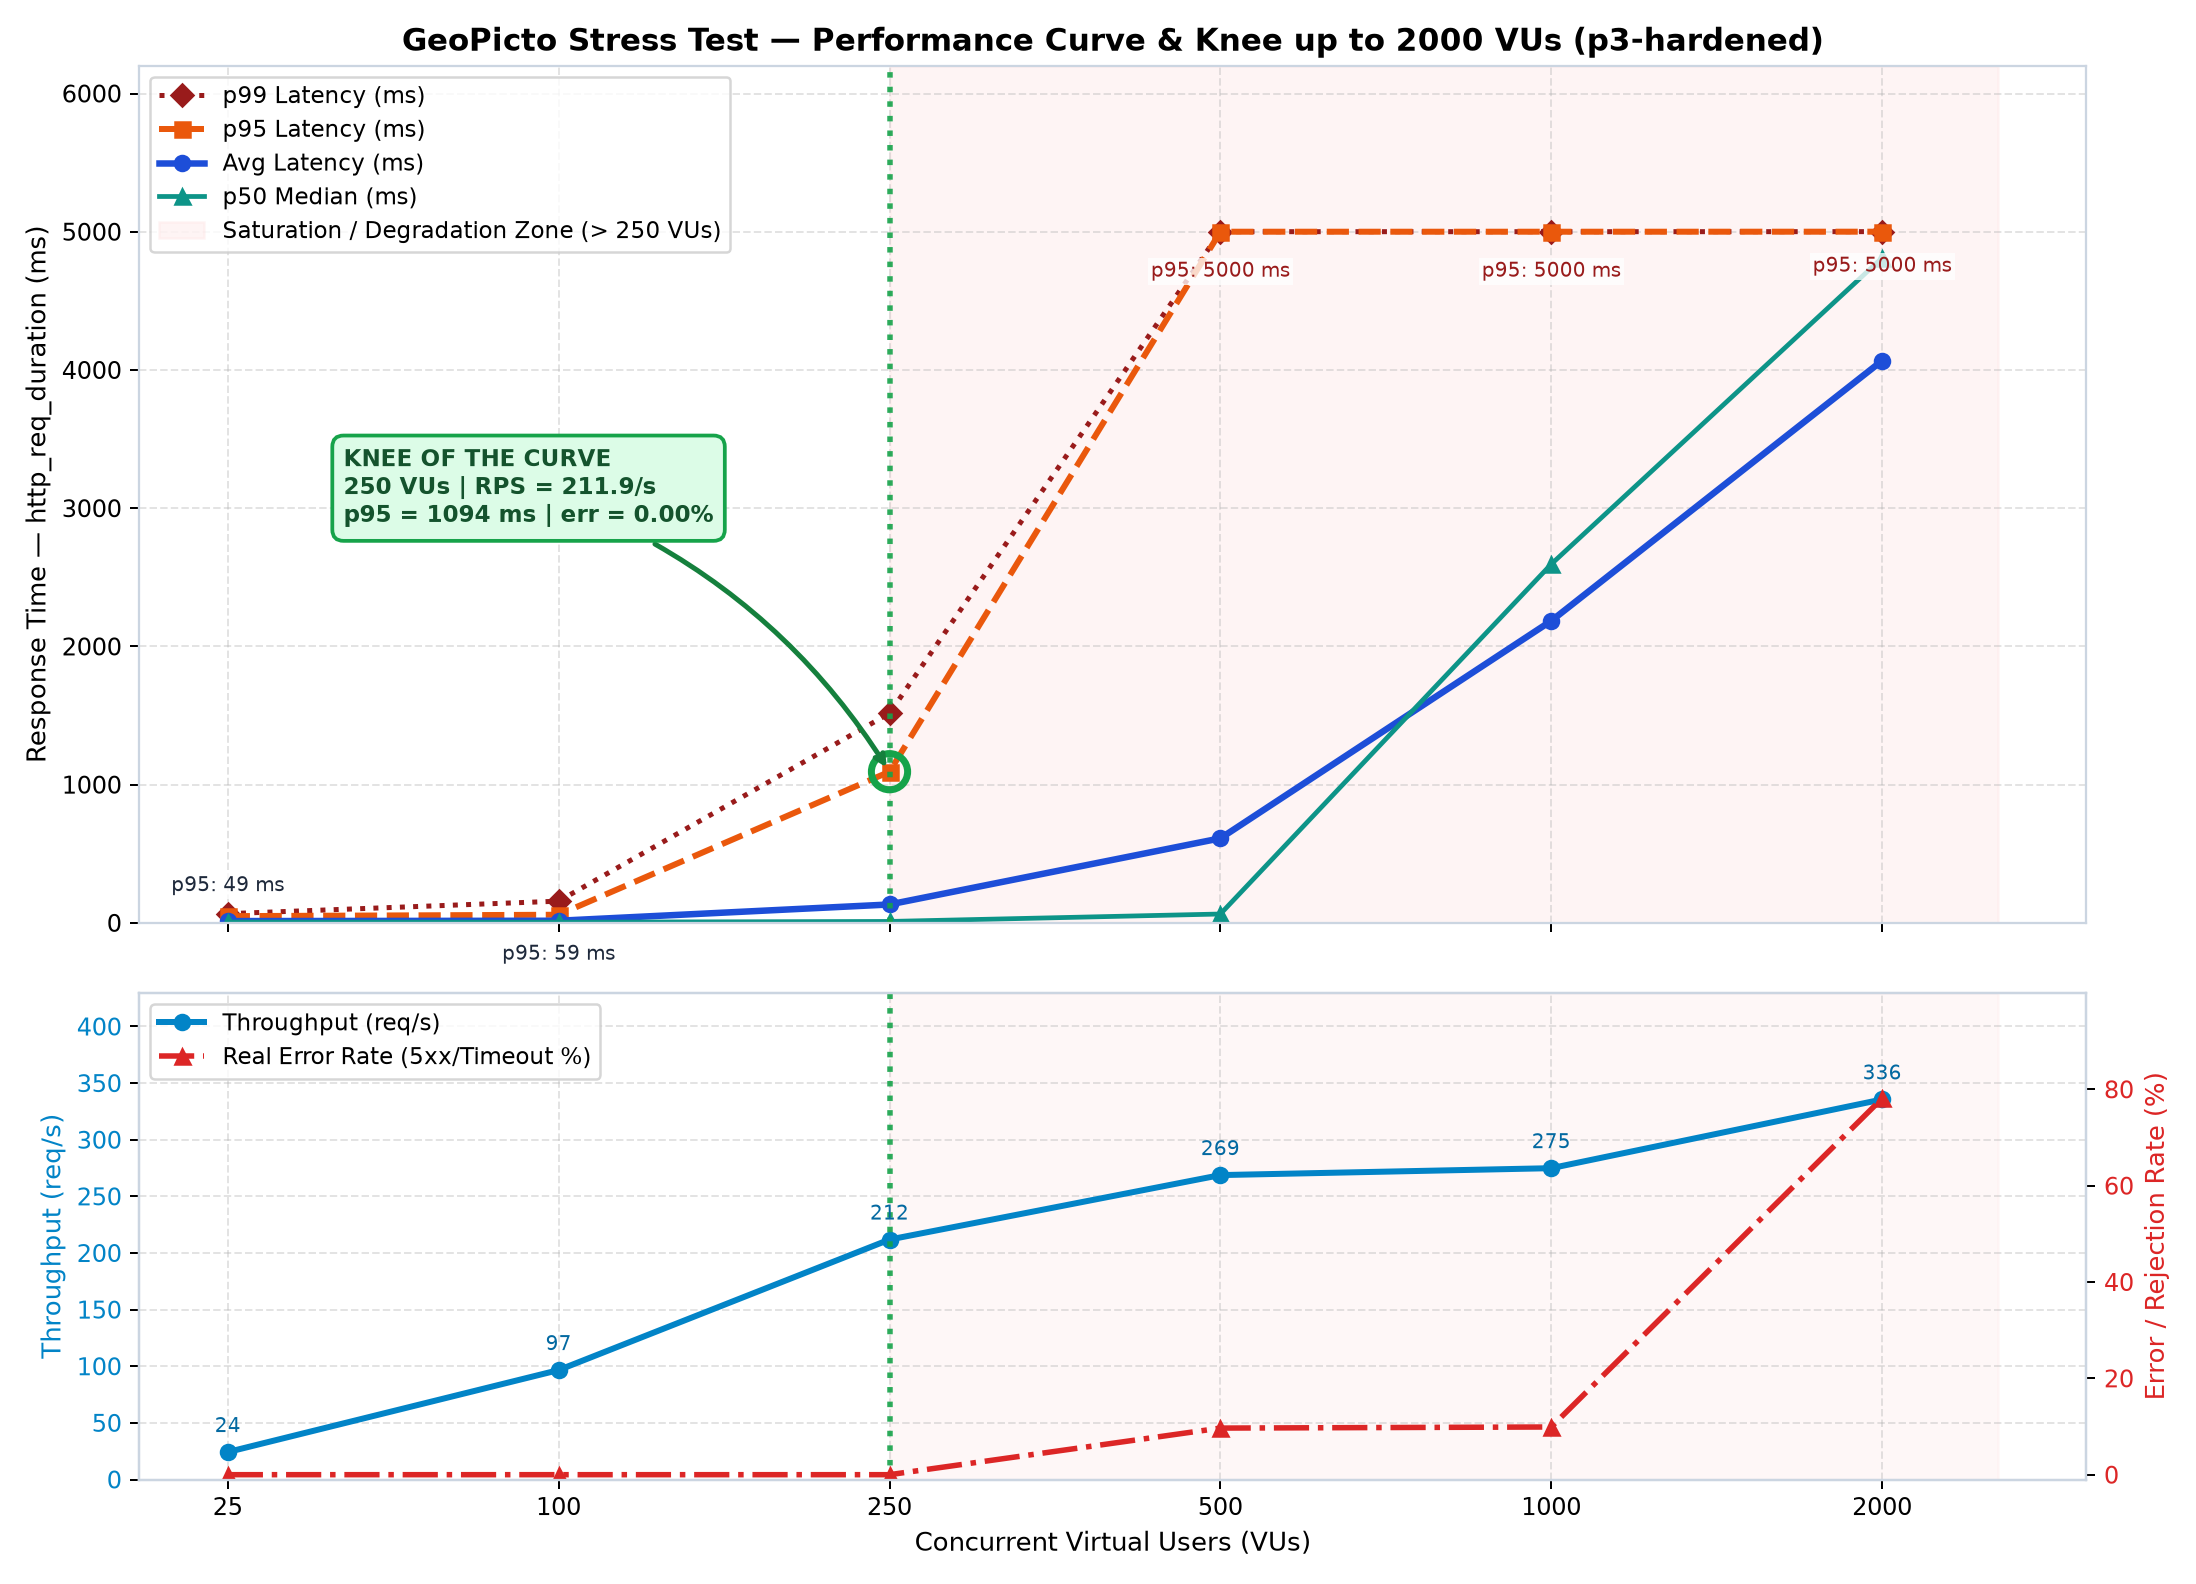 GeoPicto Stress Test — Performance Curve & Knee up to 2000 VUs (p3-hardened)
p99 Latency (ms)
p95 Latency (ms)
Avg Latency (ms)
p50 Median (ms)
Saturation / Degradation Zone (> 250 VUs)
Response Time — http_req_duration (ms)
6000
5000
4000
3000
2000
1000
0
KNEE OF THE CURVE
250 VUs | RPS = 211.9/s
p95 = 1094 ms | err = 0.00%
p95: 49 ms
p95: 59 ms
p95: 5000 ms
p95: 5000 ms
p95: 5000 ms
Throughput (req/s)
Real Error Rate (5xx/Timeout %)
Throughput (req/s)
400
350
300
250
200
150
100
50
0
24
97
212
269
275
336
80
60
40
20
0
Error / Rejection Rate (%)
25
100
250
500
1000
2000
Concurrent Virtual Users (VUs)